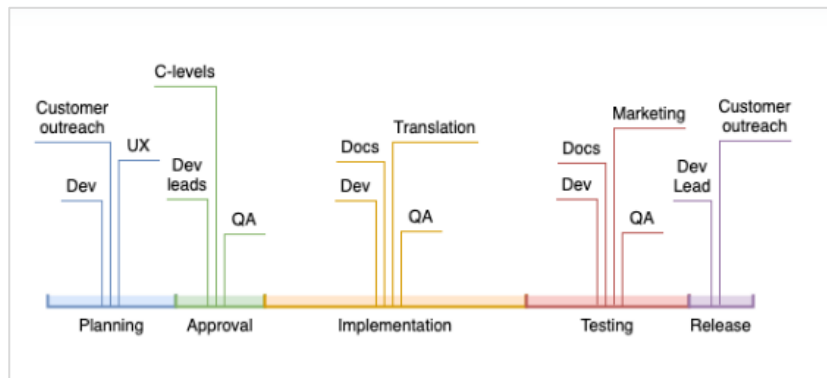 C-levels
Customer
outreach
UX
Dev
Dev
leads
QA
Translation
Docs
Dev
QA
Marketing
Docs
Dev
QA
Customer
outreach
Dev
Lead
Planning
Approval
Implementation
Testing
Release